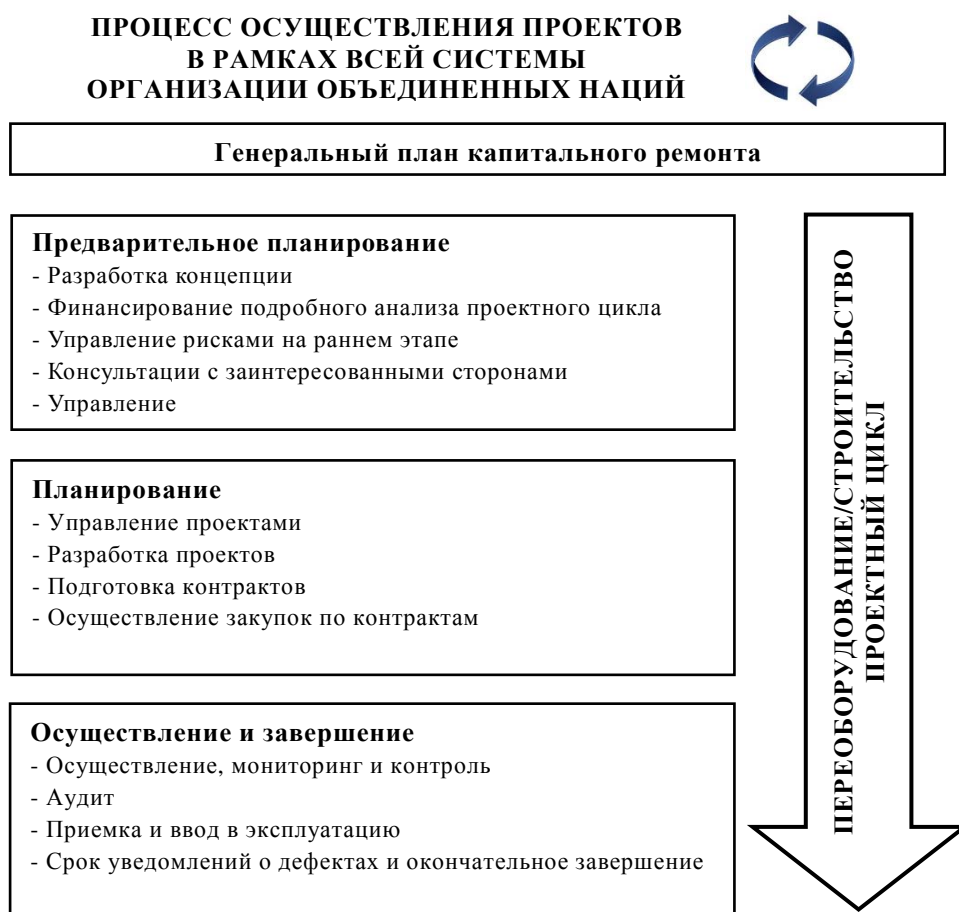 ПРОЦЕСС ОСУЩЕСТВЛЕНИЯ ПРОЕКТОВ
В РАМКАХ ВСЕЙ СИСТЕМЫ
ОРГАНИЗАЦИИ ОБЪЕДИНЕННЫХ НАЦИЙ
Генеральный план капитального ремонта
Предварительное планирование
- Разработка концепции
- Финансирование подробного анализа проектного цикла
- Управление рисками на раннем этапе
- Консультации с заинтересованными сторонами
- Управление
Планирование
- Управление проектами
- Разработка проектов
- Подготовка контрактов
- Осуществление закупок по контрактам
Осуществление и завершение
- Осуществление, мониторинг и контроль
- Аудит
- Приемка и ввод в эксплуатацию
- Срок уведомлений о дефектах и окончательное завершение
ПЕРЕОБОРУДОВАНИЕ/СТРОИТЕЛЬСТВО
ПРОЕКТНЫЙ ЦИКЛ